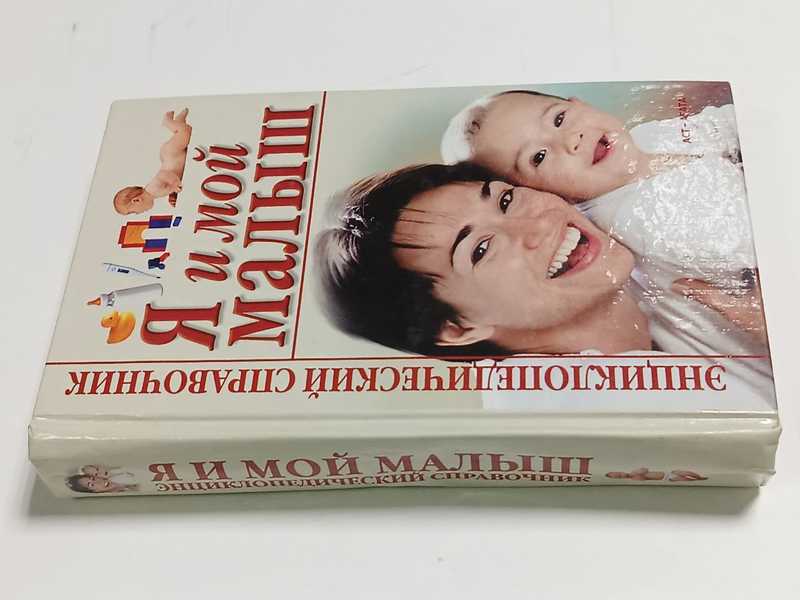 Я и мой
малыш
ЭНЦИКЛОПЕДИЧЕСКИЙ СПРАВОЧНИК
Я И МОЙ МАЛЫШ
ЭНЦИКЛОПЕДИЧЕСКИЙ СПРАВОЧНИК